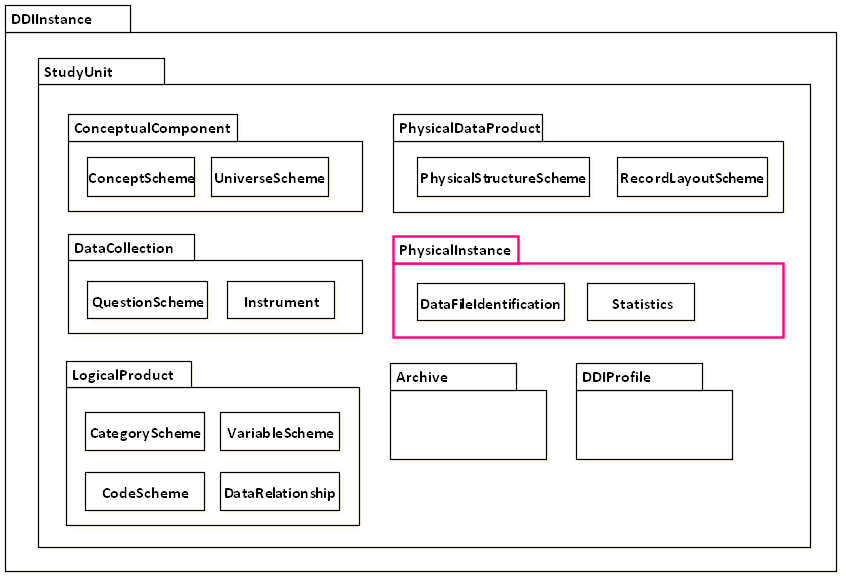 DDIInstance
StudyUnit
ConceptualComponent
ConceptScheme
UniverseScheme
PhysicalDataProduct
PhysicalStructureScheme
RecordLayoutScheme
DataCollection
QuestionScheme
Instrument
PhysicalInstance
DataFileIdentification
Statistics
LogicalProduct
CategoryScheme
VariableScheme
CodeScheme
DataRelationship
Archive
DDIProfile